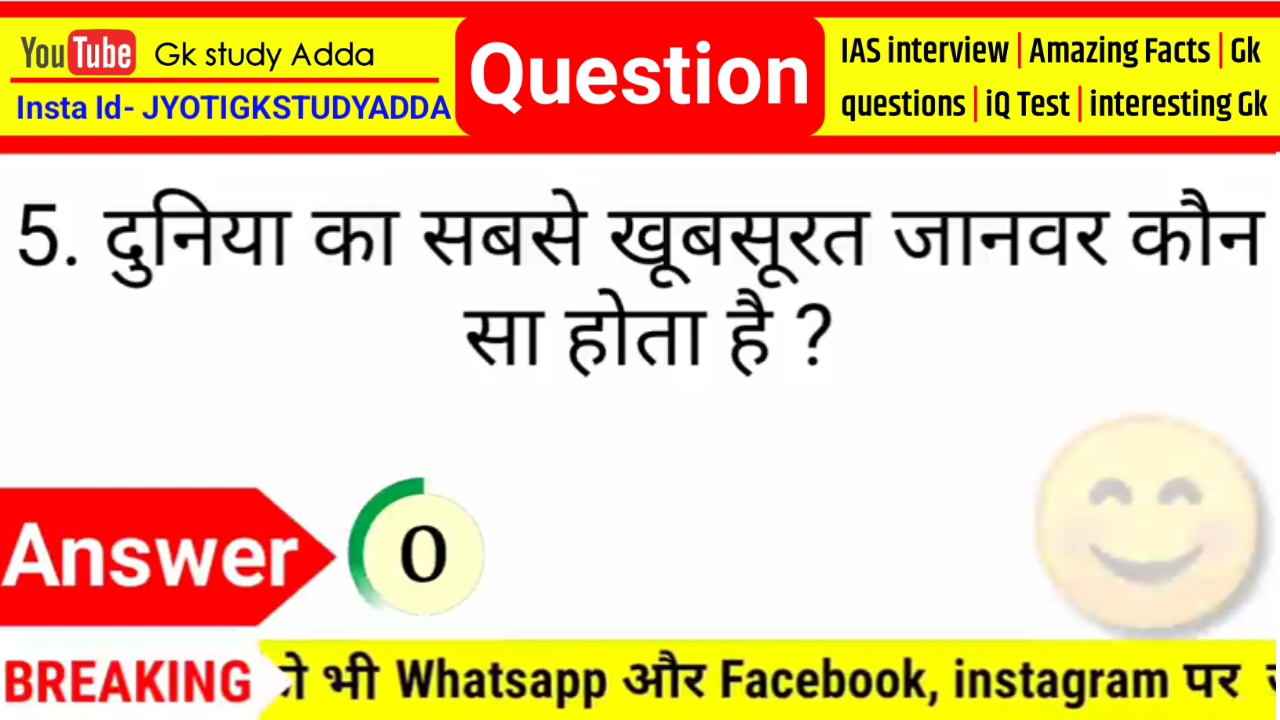 YouTube Gk study Adda
Insta Id- JYOTIGKSTUDYADDA
Question
IAS interview | Amazing Facts | Gk
questions | iQ Test | interesting Gk
5. दुनिया का सबसे खूबसूरत जानवर कौन
सा होता है ?
Answer
0
BREAKING
भी Whatsapp और Facebook, instagram पर